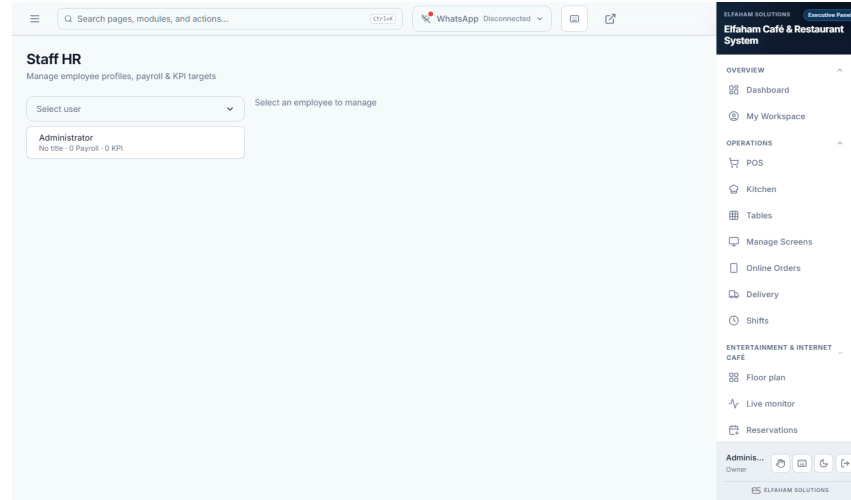 Search pages, modules, and actions...
Ctrl+K
WhatsApp Disconnected
Staff HR
Manage employee profiles, payroll & KPI targets
Select user
Select an employee to manage
Administrator
No title · 0 Payroll · 0 KPI
ELFAHAM SOLUTIONS
Executive Panel
Elfaham Café & Restaurant
System
OVERVIEW
Dashboard
My Workspace
OPERATIONS
POS
Kitchen
Tables
Manage Screens
Online Orders
Delivery
Shifts
ENTERTAINMENT & INTERNET
CAFÉ
Floor plan
Live monitor
Reservations
Adminis...
Owner
ES ELFAHAM SOLUTIONS